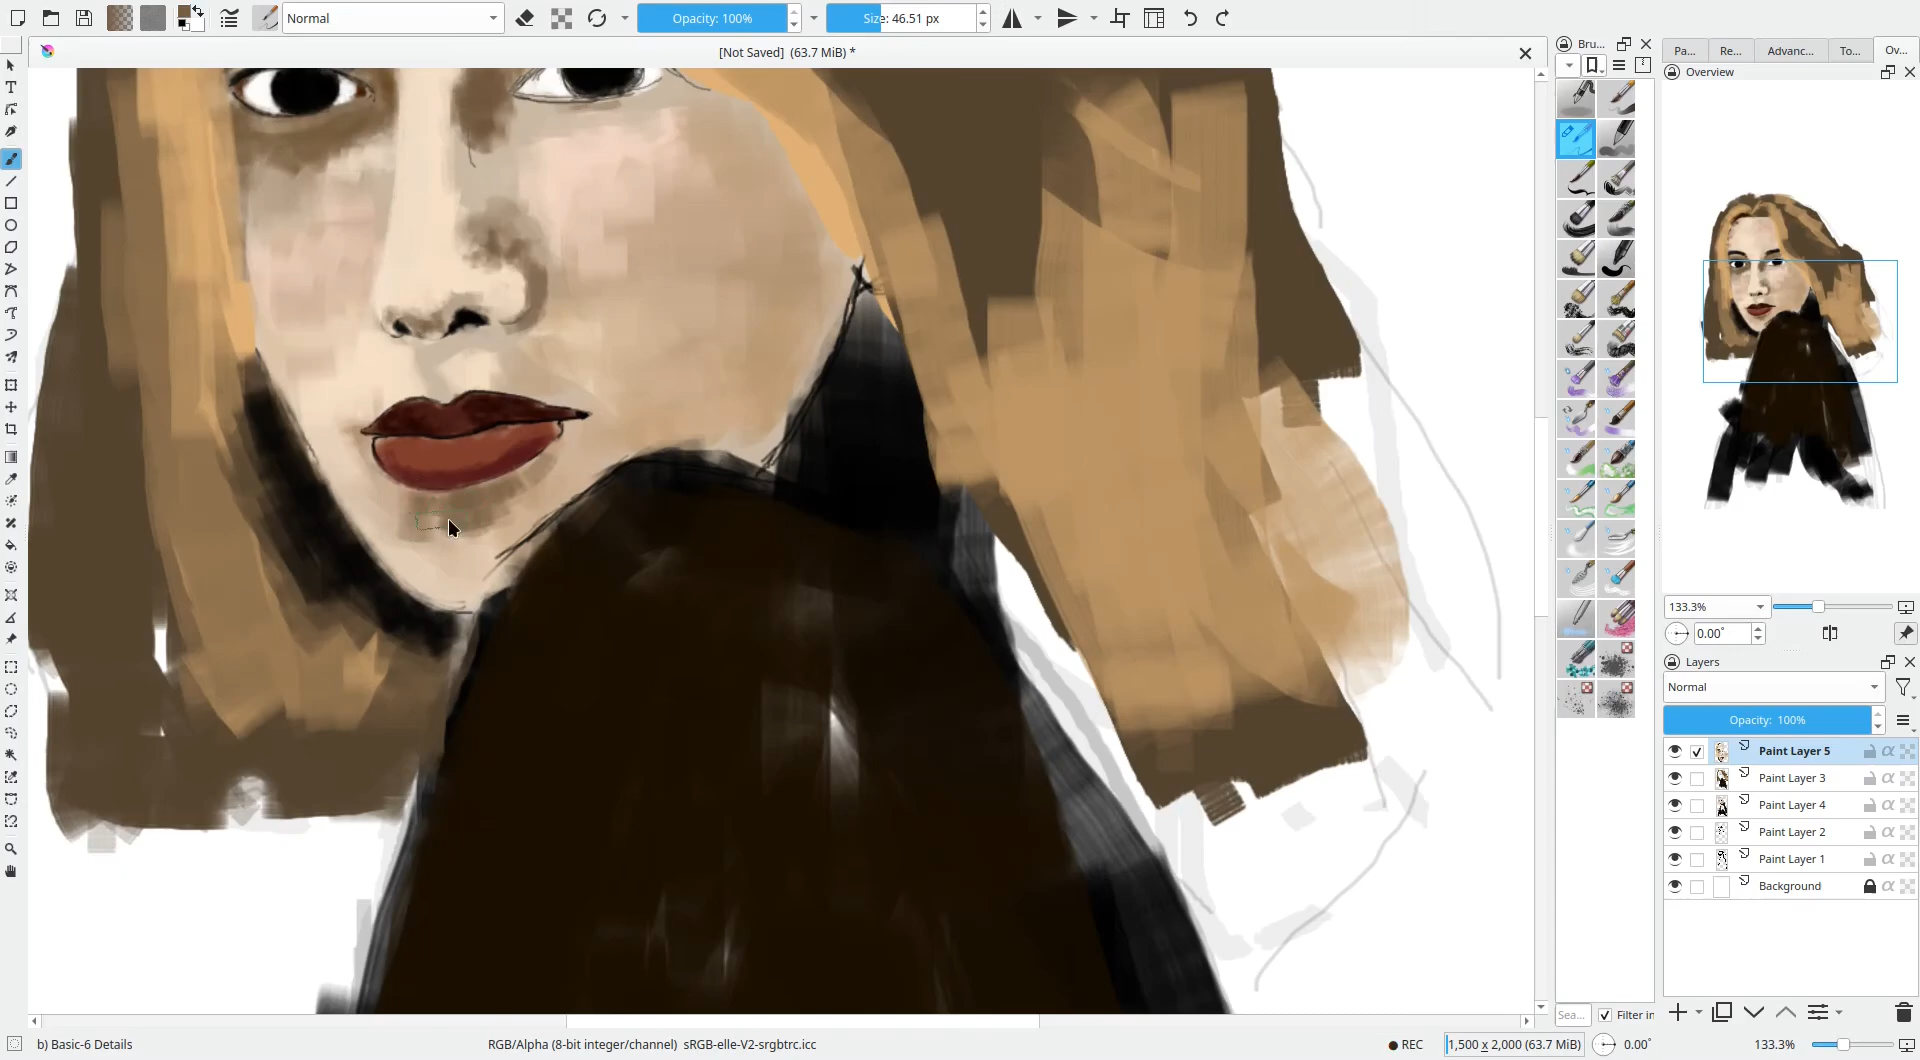 Normal
Opacity: 100%
Size: 46.51 px
[Not Saved] (63.7 MiB) *
Bru...
Pa...
Re...
Advanc...
To...
Ov...
Overview
133.3%
0.00°
Layers
Normal
Opacity: 100%
Paint Layer 5
Paint Layer 3
Paint Layer 4
Paint Layer 2
Paint Layer 1
Background
Sea...
Filter in
b) Basic-6 Details
RGB/Alpha (8-bit integer/channel) sRGB-elle-V2-srgbtrc.icc
REC
1,500 x 2,000 (63.7 MiB)
0.00°
133.3%